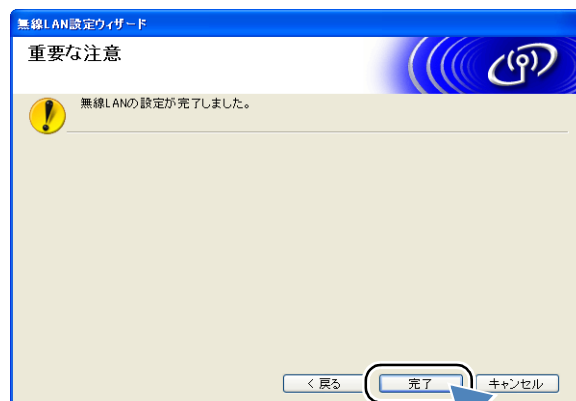 無線LAN設定ウィザード
重要な注意
無線LANの設定が完了しました。
< 戻る
完了
キャンセル